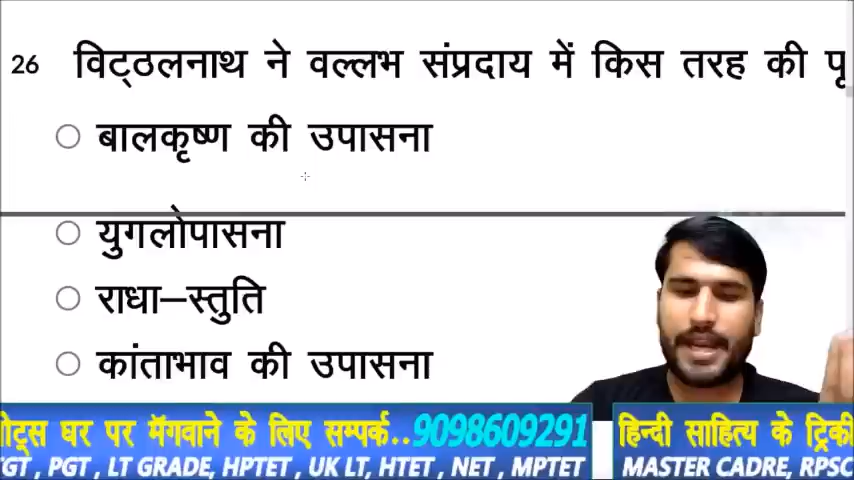 26 विट्ठलनाथ ने वल्लभ संप्रदाय में किस तरह की
बालकृष्ण की उपासना
युगलोपासना
राधा–स्तुति
कांताभाव की उपासना
घर पर मँगवाने के लिए सम्पर्क..9098609291
हिन्दी साहित्य के
TGT , PGT , LT GRADE, HPTET , UK LT, HTET , NET , MPTET
MASTER CADRE, RPSC